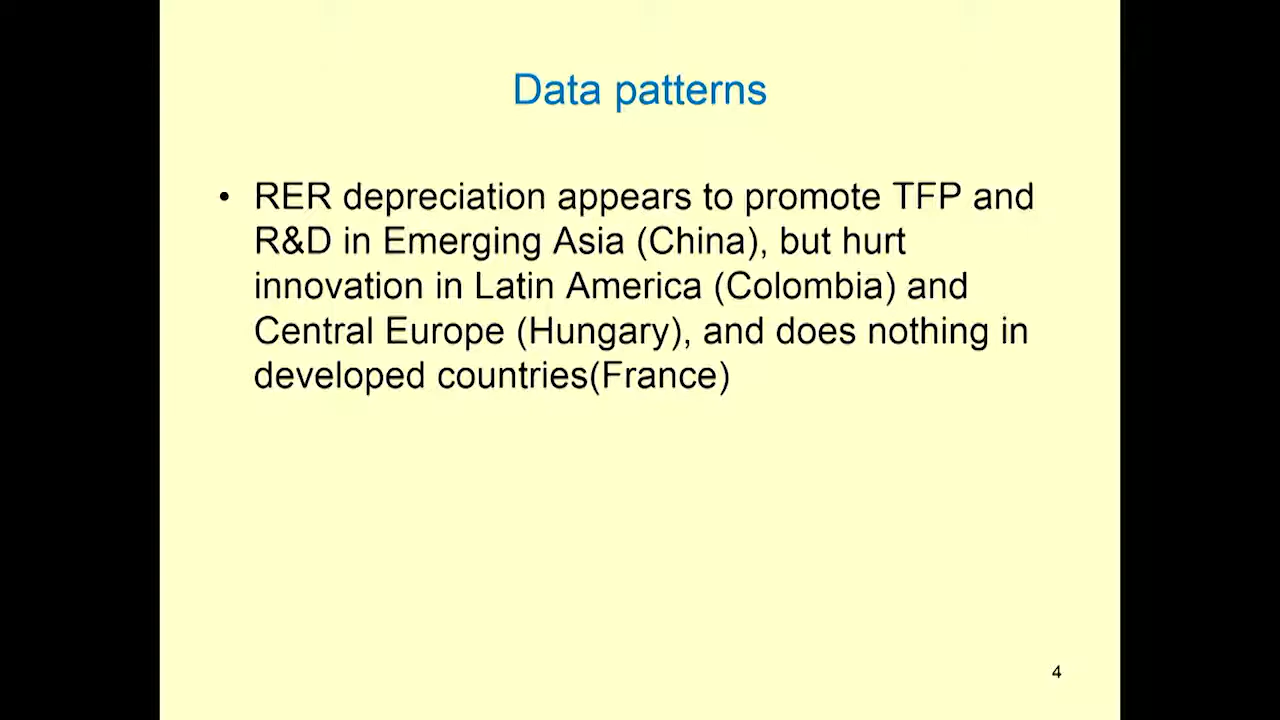 Data patterns
• RER depreciation appears to promote TFP and
R&D in Emerging Asia (China), but hurt
innovation in Latin America (Colombia) and
Central Europe (Hungary), and does nothing in
developed countries(France)
4